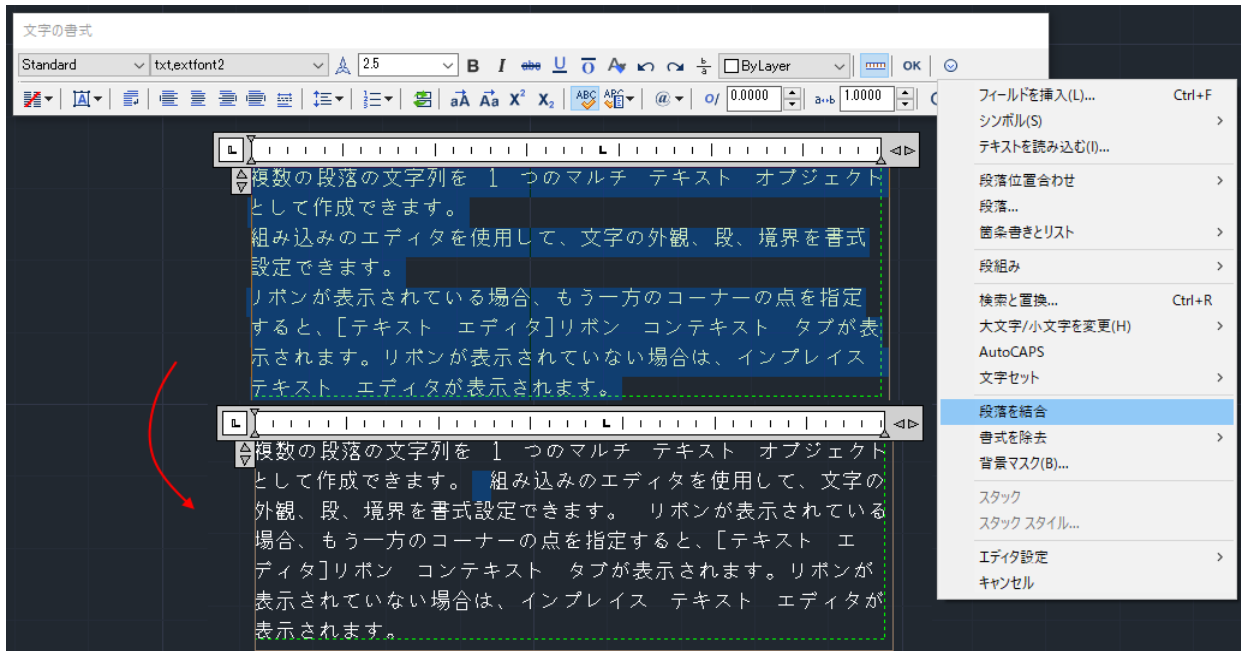 文字の書式
Standard txt,extfont2 2.5 B I abc U O ByLayer OK
ABC @ 0/ 0.0000 a↔b 1.0000
フィールドを挿入(L)... Ctrl+F
シンボル(S)
テキストを読み込む(I)...
段落位置合わせ
段落...
箇条書きとリスト
段組み
検索と置換... Ctrl+R
大文字/小文字を変更(H)
AutoCAPS
文字セット
段落を結合
書式を除去
背景マスク(B)...
スタック
スタック スタイル...
エディタ設定
キャンセル
複数の段落の文字列を 1 つのマルチ テキスト オブジェクト
として作成できます。
組み込みのエディタを使用して、文字の外観、段、境界を書式
設定できます。
リボンが表示されている場合、もう一方のコーナーの点を指定
すると、[テキスト エディタ]リボン コンテキスト タブが表
示されます。リボンが表示されていない場合は、インプレイス
テキスト エディタが表示されます。
複数の段落の文字列を 1 つのマルチ テキスト オブジェクト
として作成できます。 組み込みのエディタを使用して、文字の
外観、段、境界を書式設定できます。 リボンが表示されている
場合、もう一方のコーナーの点を指定すると、[テキスト エ
ディタ]リボン コンテキスト タブが表示されます。リボンが
表示されていない場合は、インプレイス テキスト エディタが
表示されます。